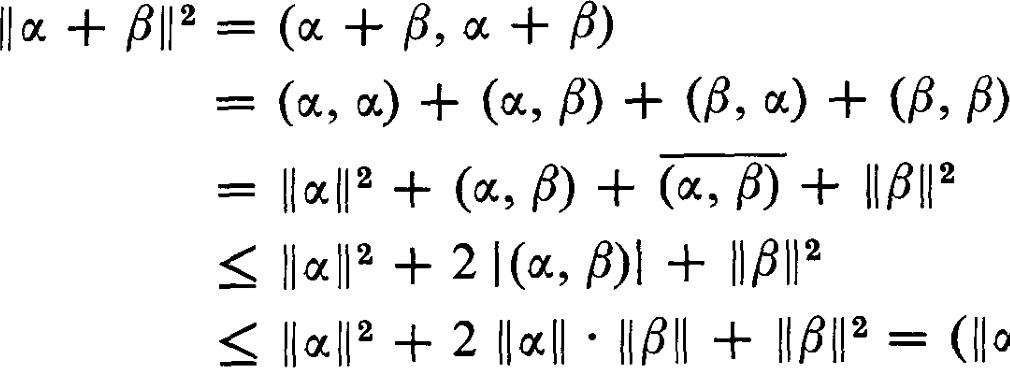 ‖α + β‖² = (α + β, α + β)
= (α, α) + (α, β) + (β, α) + (β, β)
= ‖α‖² + (α, β) + \overline{(α, β)} + ‖β‖²
≤ ‖α‖² + 2 |(α, β)| + ‖β‖²
≤ ‖α‖² + 2 ‖α‖ · ‖β‖ + ‖β‖² = (‖α